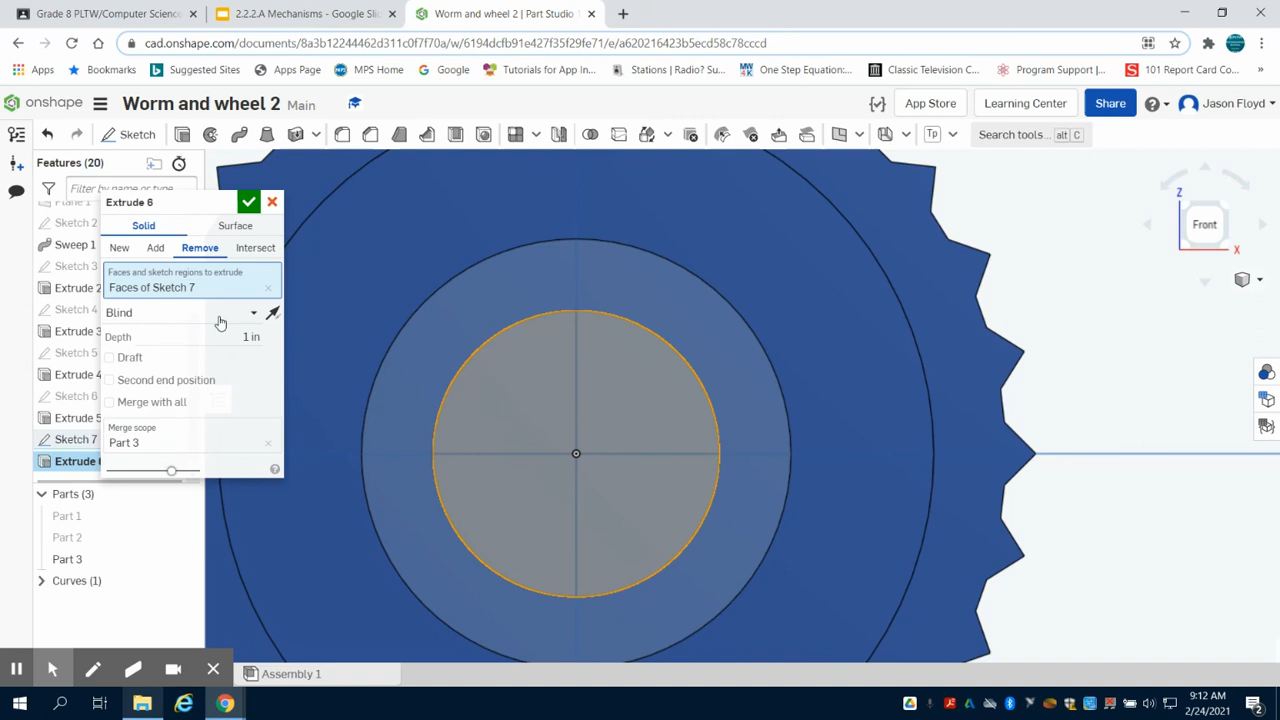 Grade 8 PLTW/Computer Science
2.2.2.A Mechanisms - Google Slid
Worm and wheel 2 | Part Studio 1
cad.onshape.com/documents/8a3b12244462d311c0f7f70a/w/6194dcfb91e427f35f29fe71/e/a620216423b5ecd58c78cccd
Apps Bookmarks Suggested Sites Apps Page MPS Home Google Tutorials for App In... Stations | Radio? Su... One Step Equation:... Classic Television C... Program Support |... 101 Report Card Co... »
onshape Worm and wheel 2 Main App Store Learning Center Share Jason Floyd
Sketch Tp Search tools... alt C
Features (20)
Filter by name or type...
Plane 1
Sketch 2
Sweep 1
Sketch 3
Extrude 2
Sketch 4
Extrude 3
Sketch 5
Extrude 4
Sketch 6
Extrude 5
Sketch 7
Extrude 6
Parts (3)
Part 1
Part 2
Part 3
Curves (1)
Extrude 6
Solid Surface
New Add Remove Intersect
Faces and sketch regions to extrude
Faces of Sketch 7
Blind
Depth 1 in
Draft
Second end position
Merge with all
Merge scope
Part 3
Z
Front
X
Assembly 1
9:12 AM
2/24/2021
2